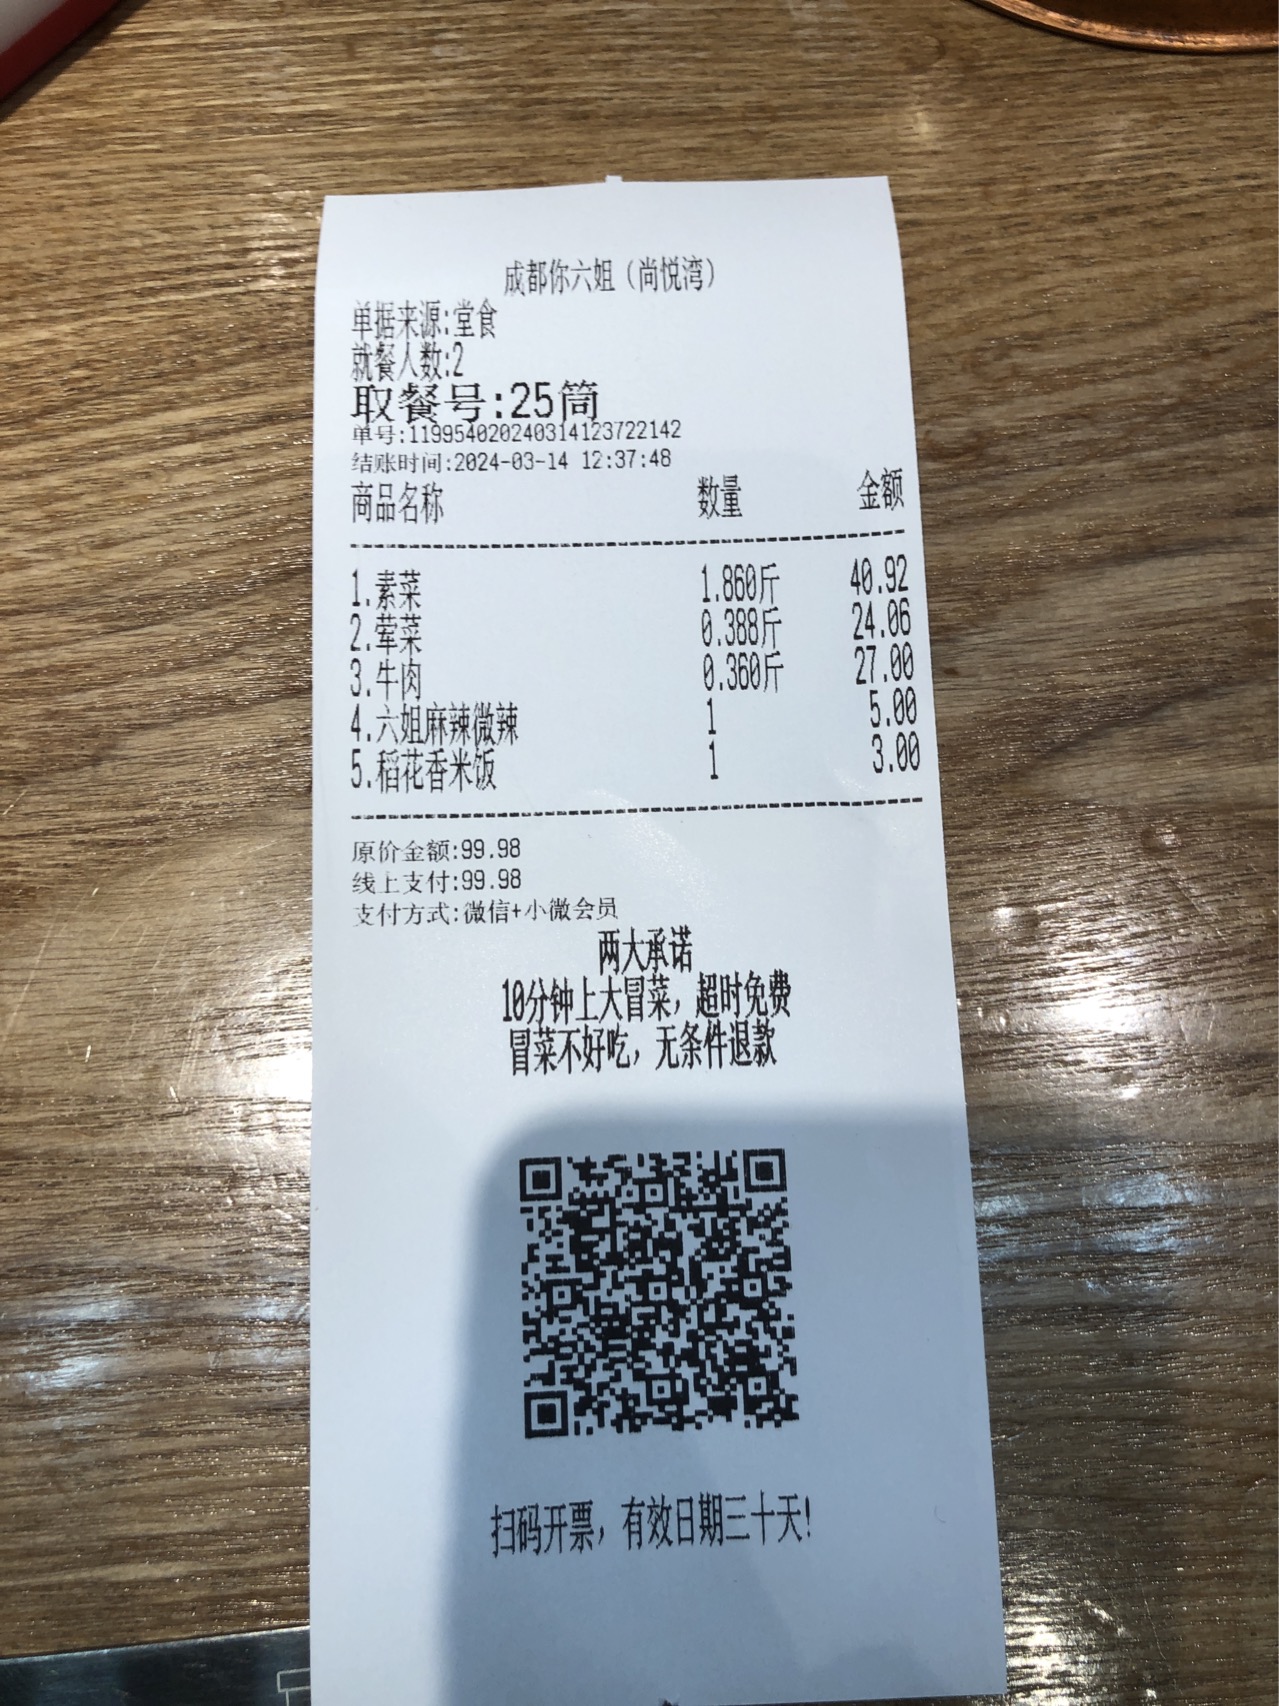 成都你六姐（尚悦湾）
单据来源:堂食
就餐人数:2
取餐号:25筒
单号:119954020240314123722142
结账时间:2024-03-14 12:37:48
商品名称 数量 金额
1.素菜 1.860斤 40.92
2.荤菜 0.388斤 24.06
3.牛肉 0.360斤 27.00
4.六姐麻辣微辣 1 5.00
5.稻花香米饭 1 3.00
原价金额:99.98
线上支付:99.98
支付方式:微信+小微会员
两大承诺
10分钟上大冒菜，超时免费
冒菜不好吃，无条件退款
扫码开票，有效日期三十天!